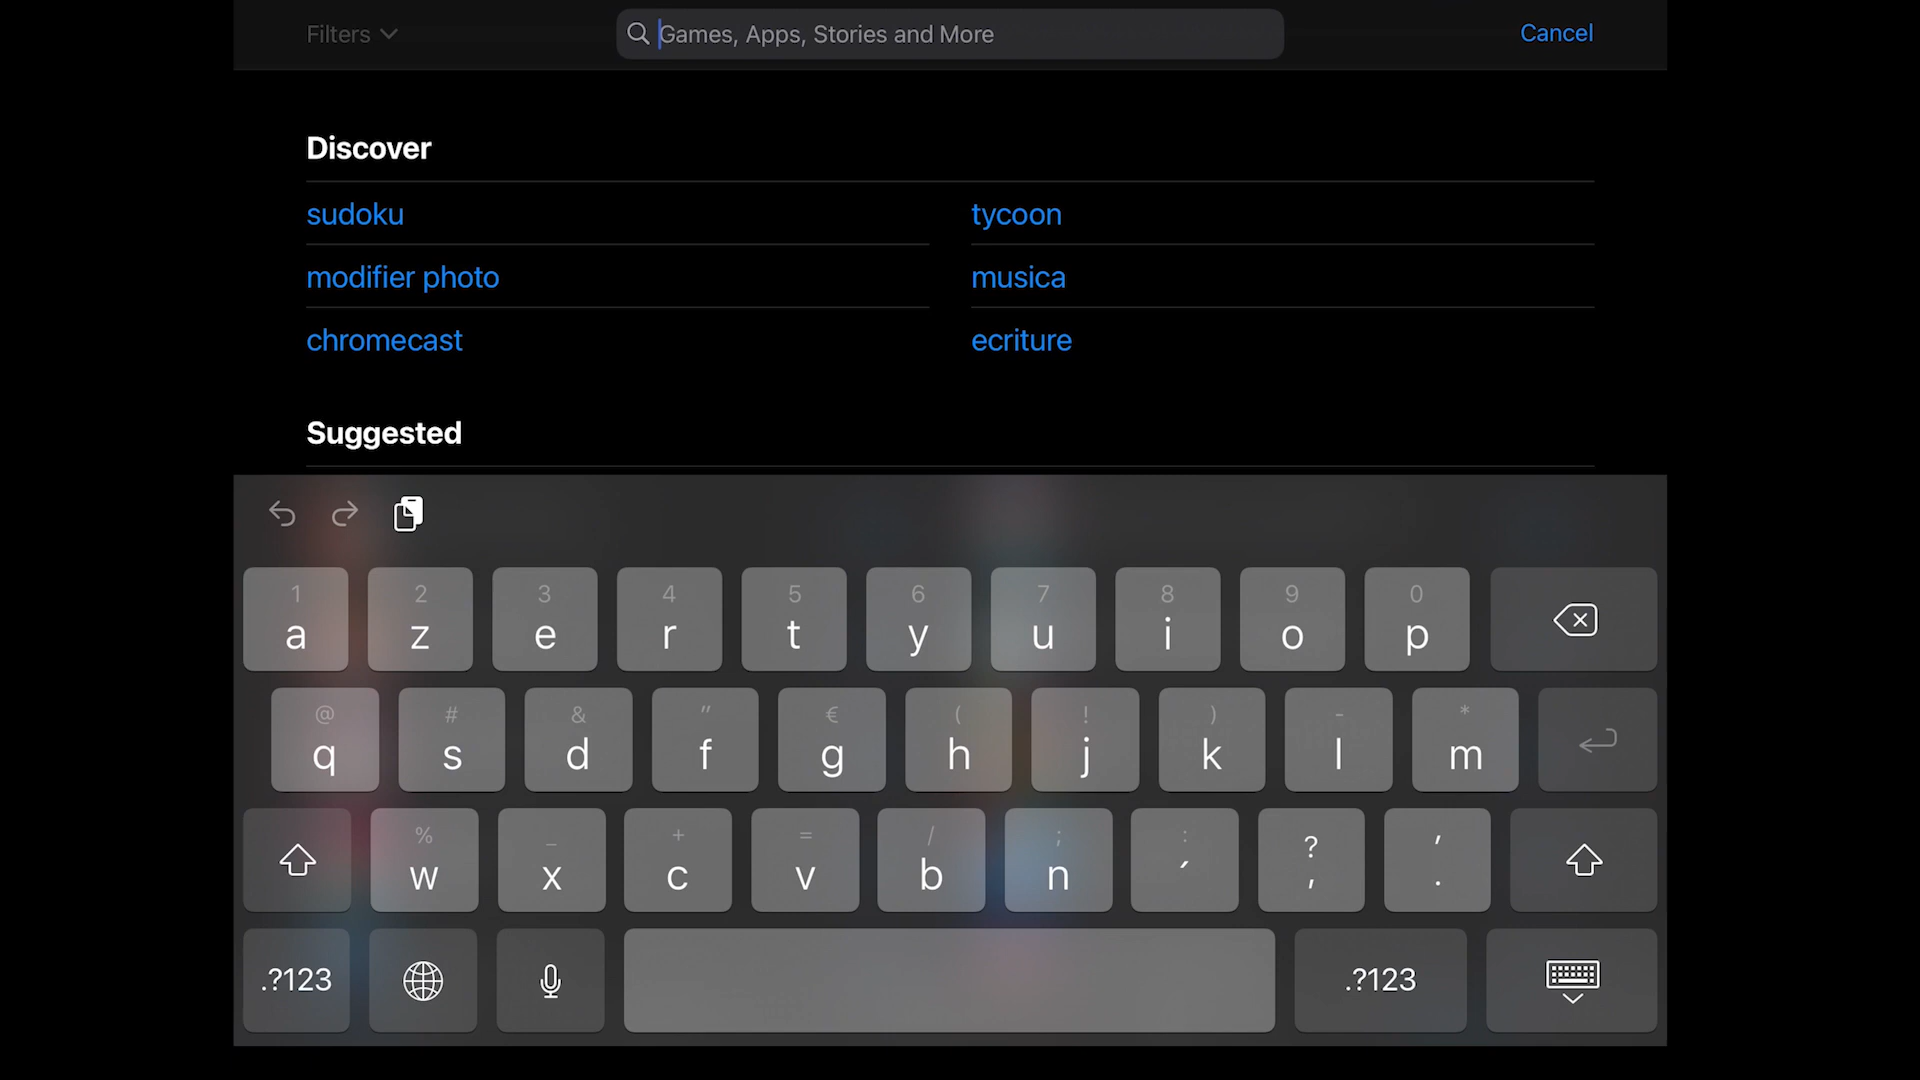 Filters
Games, Apps, Stories and More
Cancel
Discover
sudoku
tycoon
modifier photo
musica
chromecast
ecriture
Suggested
1 2 3 4 5 6 7 8 9 0
a z e r t y u i o p
@ # & " € ( ! ) - *
q s d f g h j k l m
% _ + = / ; : ? '
w x c v b n ´ , .
.?123 .?123